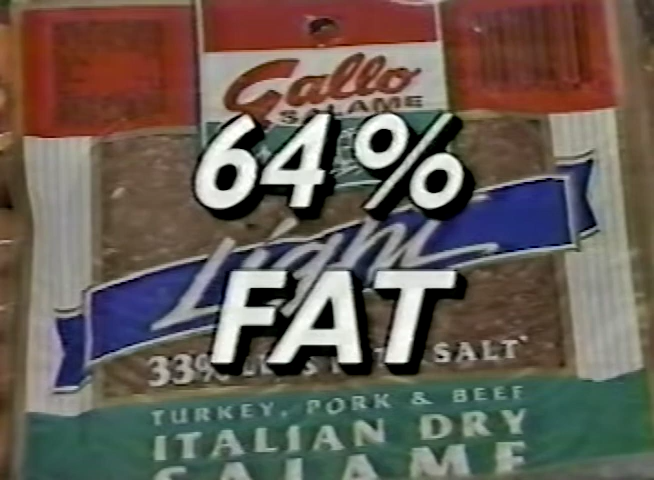 Gallo
SALAME
64%
Light
FAT
33% SALT
TURKEY, PORK & BEEF
ITALIAN DRY
SALAME